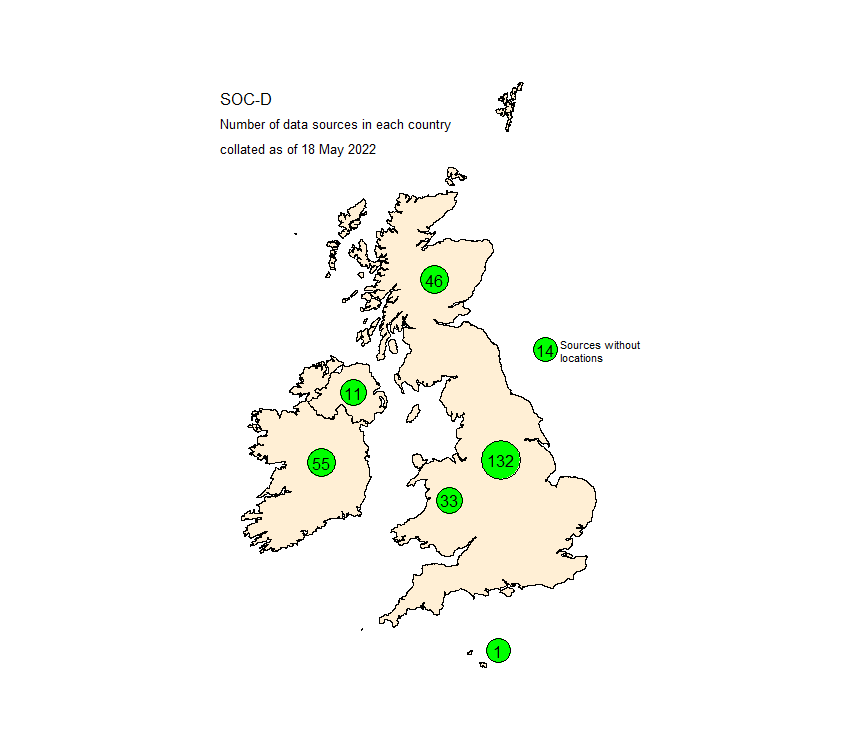 SOC-D
Number of data sources in each country
collated as of 18 May 2022
46
14 Sources without
locations
11
55
132
33
1